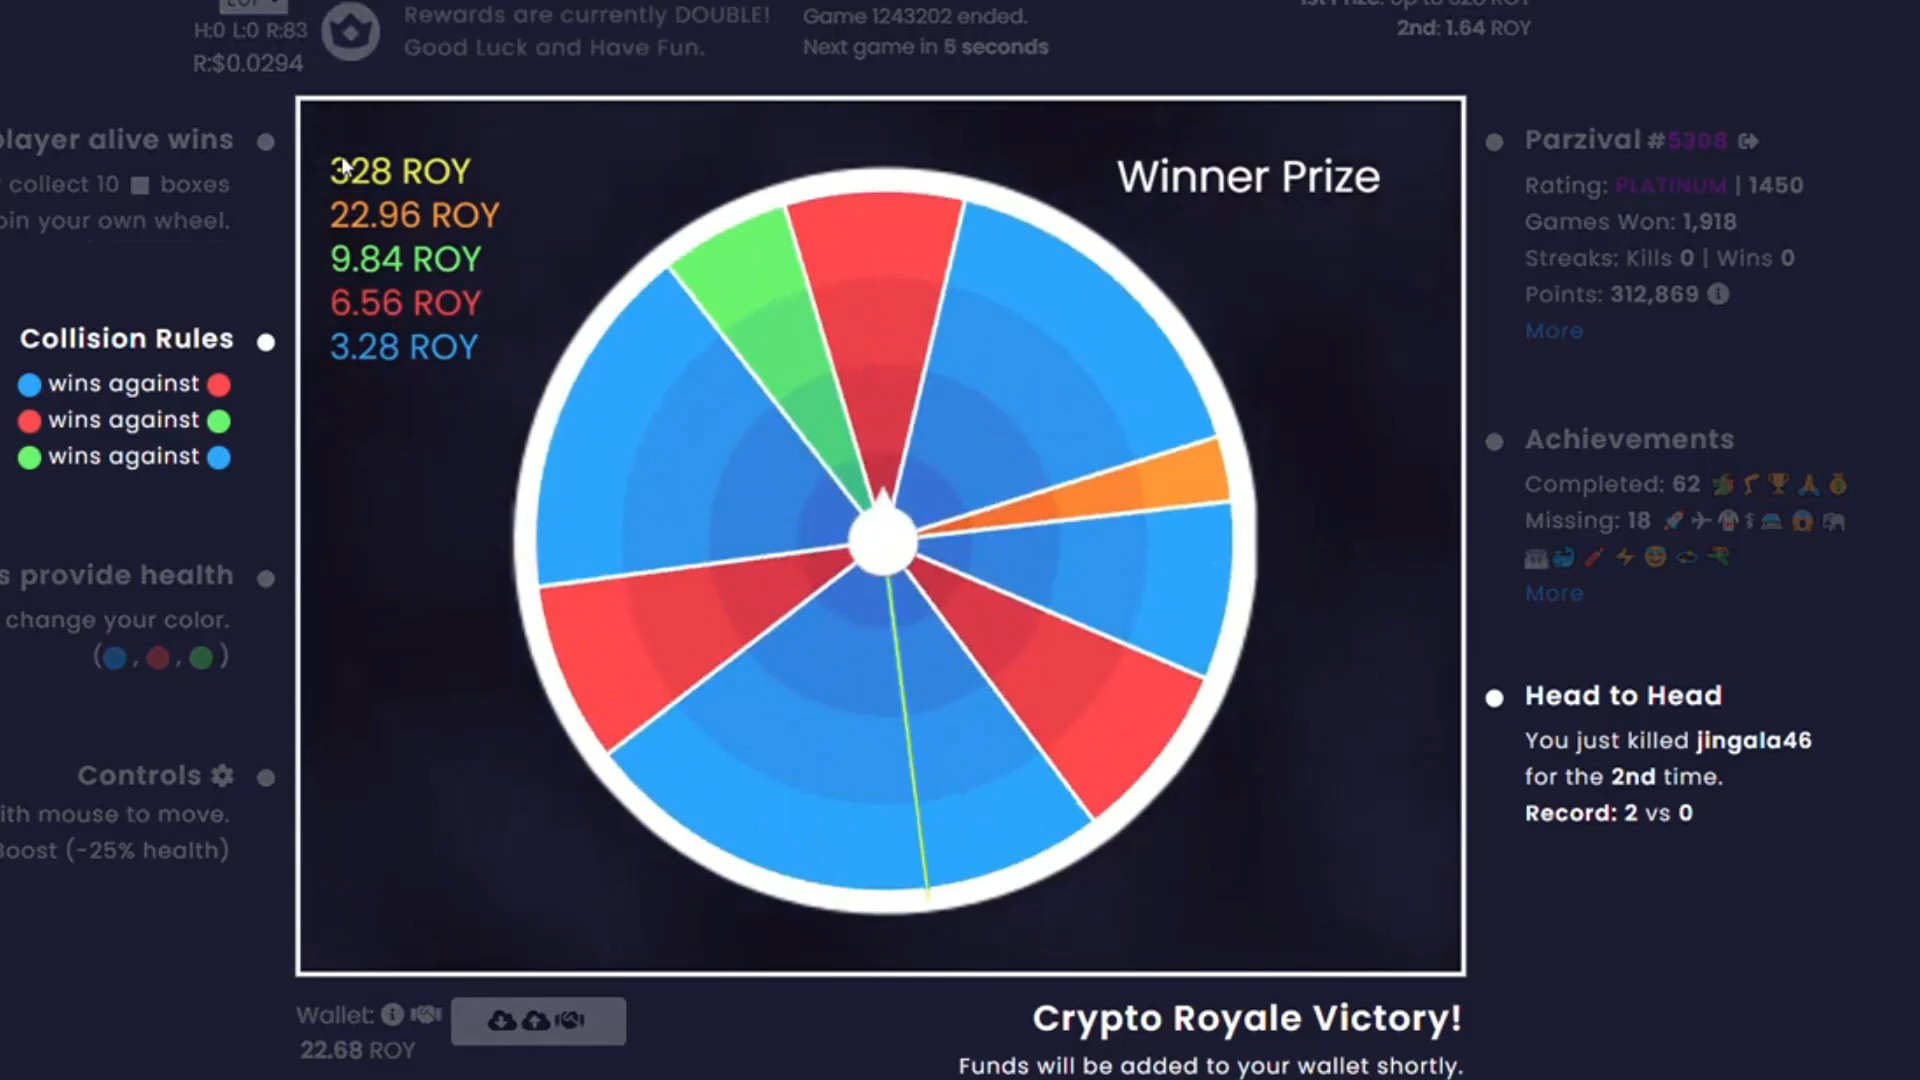 H:0 L:0 R:83
R:$0.0294
Rewards are currently DOUBLE!
Good Luck and Have Fun.
Game 1243202 ended.
Next game in 5 seconds
2nd: 1.64 ROY
player alive wins
collect 10 boxes
your own wheel.
Collision Rules
wins against
wins against
wins against
provide health
change your color.
( , , )
Controls
with mouse to move.
Boost (-25% health)
328 ROY
22.96 ROY
9.84 ROY
6.56 ROY
3.28 ROY
Winner Prize
Parzival #5308
Rating: PLATINUM | 1450
Games Won: 1,918
Streaks: Kills 0 | Wins 0
Points: 312,869
More
Achievements
Completed: 62
Missing: 18
More
Head to Head
You just killed jingala46
for the 2nd time.
Record: 2 vs 0
Wallet:
22.68 ROY
Crypto Royale Victory!
Funds will be added to your wallet shortly.